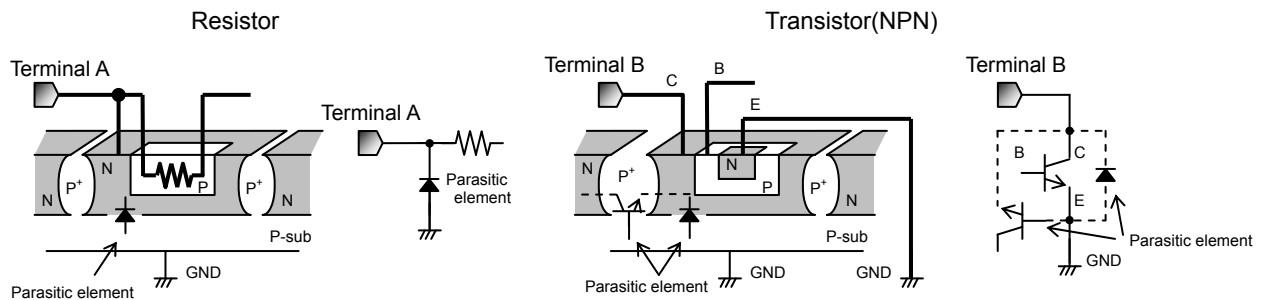 Resistor
Transistor(NPN)
Terminal A
Terminal A
N
P
N
P+
P+
N
Parasitic
element
P-sub
GND
Parasitic element
Terminal B
C
B
E
N
P+
N
N
P
P+
N
P-sub
GND
GND
Parasitic element
Terminal B
B
C
E
Parasitic element
GND